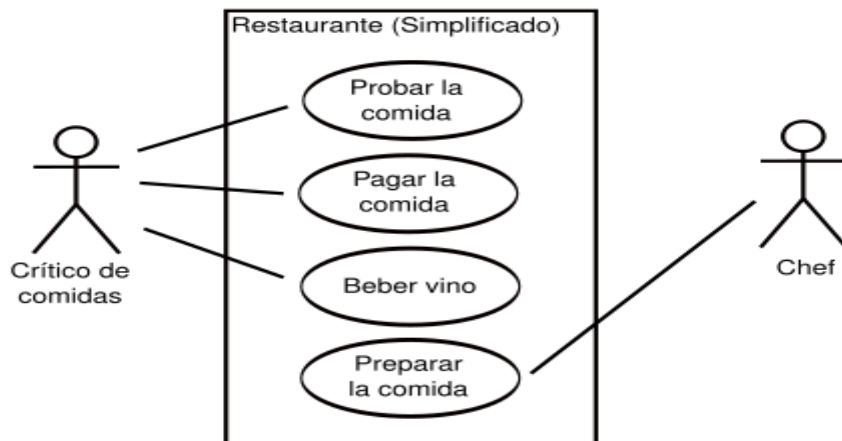 Restaurante (Simplificado)
Probar la
comida
Pagar la
comida
Beber vino
Preparar
la comida
Crítico de
comidas
Chef